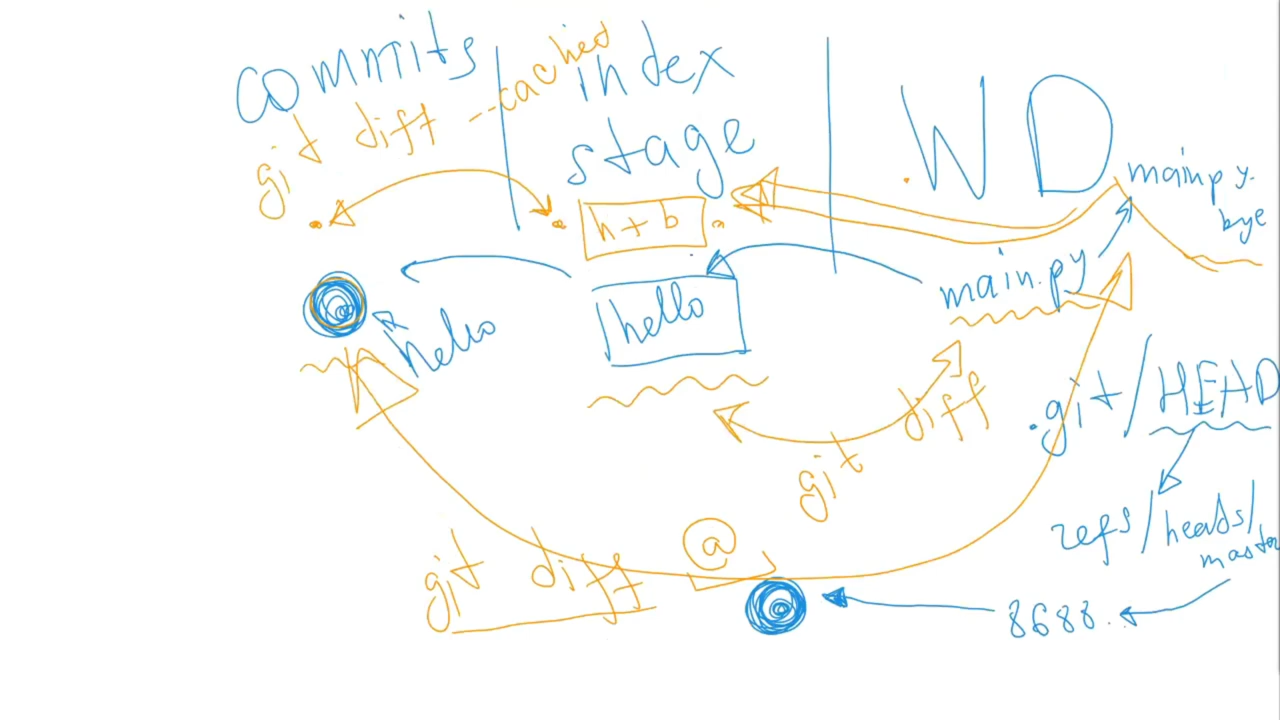 commits
git diff --cached
index
stage
WD
main.py
bye
h + b
main.py
hello
hello
git diff
.git/HEAD
refs/heads/
master
git diff @
8688.